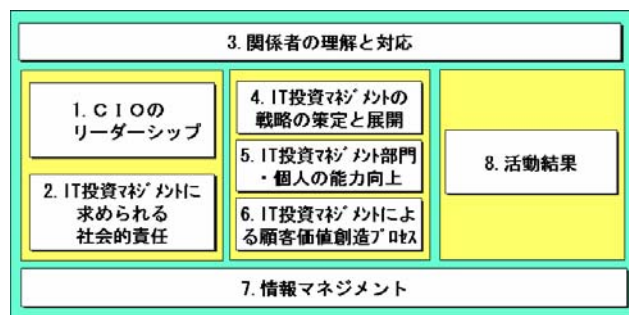 3. 関係者の理解と対応
1. CIOの
リーダーシップ
2. IT投資ﾏﾈｼﾞﾒﾝﾄに
求められる
社会的責任
4. IT投資ﾏﾈｼﾞﾒﾝﾄの
戦略の策定と展開
5. IT投資ﾏﾈｼﾞﾒﾝﾄ部門
・個人の能力向上
6. IT投資ﾏﾈｼﾞﾒﾝﾄによ
る顧客価値創造ﾌﾟﾛｾｽ
8. 活動結果
7. 情報マネジメント